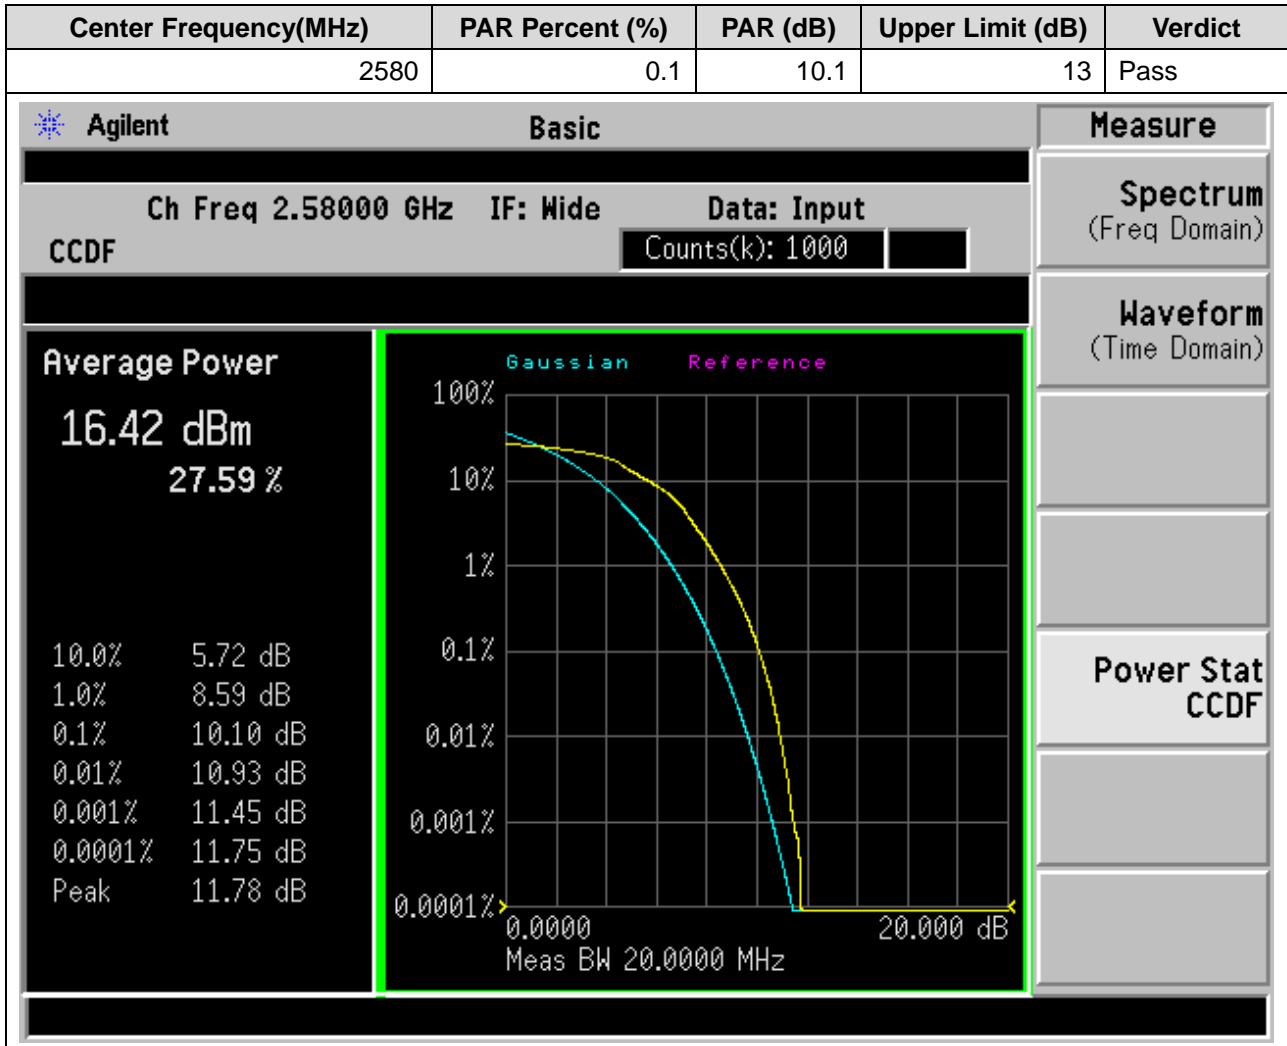 Center Frequency(MHz) PAR Percent (%) PAR (dB) Upper Limit (dB) Verdict
2580 0.1 10.1 13 Pass
Agilent Basic Measure
Ch Freq 2.58000 GHz IF: Wide Data: Input
CCDF Counts(k): 1000
Spectrum
(Freq Domain)
Waveform
(Time Domain)
Power Stat
CCDF
Average Power
16.42 dBm
27.59 %
10.0% 5.72 dB
1.0% 8.59 dB
0.1% 10.10 dB
0.01% 10.93 dB
0.001% 11.45 dB
0.0001% 11.75 dB
Peak 11.78 dB
Gaussian Reference
100%
10%
1%
0.1%
0.01%
0.001%
0.0001%
0.0000 20.000 dB
Meas BW 20.0000 MHz